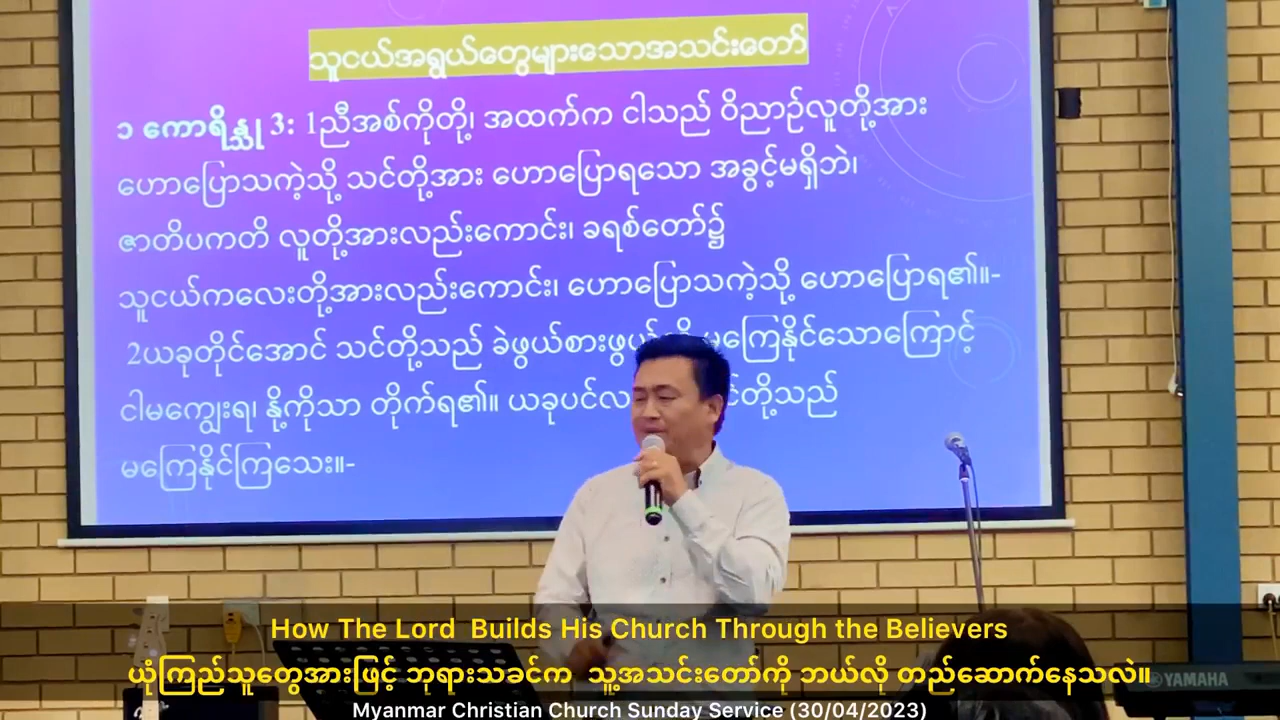 သူငယ်အရွယ်တွေများသောအသင်းတော်
၁ ကောရိန္သု 3: 1ညီအစ်ကိုတို့၊ အထက်က ငါသည် ဝိညာဉ်လူတို့အား
ဟောပြောသကဲ့သို့ သင်တို့အား ဟောပြောရသော အခွင့်မရှိဘဲ၊
ဇာတိပကတိ လူတို့အားလည်းကောင်း၊ ခရစ်တော်၌
သူငယ်ကလေးတို့အားလည်းကောင်း၊ ဟောပြောသကဲ့သို့ ဟောပြောရ၏။-
2ယခုတိုင်အောင် သင်တို့သည် ခဲဖွယ်စားဖွယ် မကြေနိုင်သောကြောင့်
ငါမကျွေးရ၊ နို့ကိုသာ တိုက်ရ၏။ ယခုပင်လ င်တို့သည်
မကြေနိုင်ကြသေး။-
How The Lord Builds His Church Through the Believers
ယုံကြည်သူတွေအားဖြင့် ဘုရားသခင်က သူ့အသင်းတော်ကို ဘယ်လို တည်ဆောက်နေသလဲ။
YAMAHA
Myanmar Christian Church Sunday Service (30/04/2023)